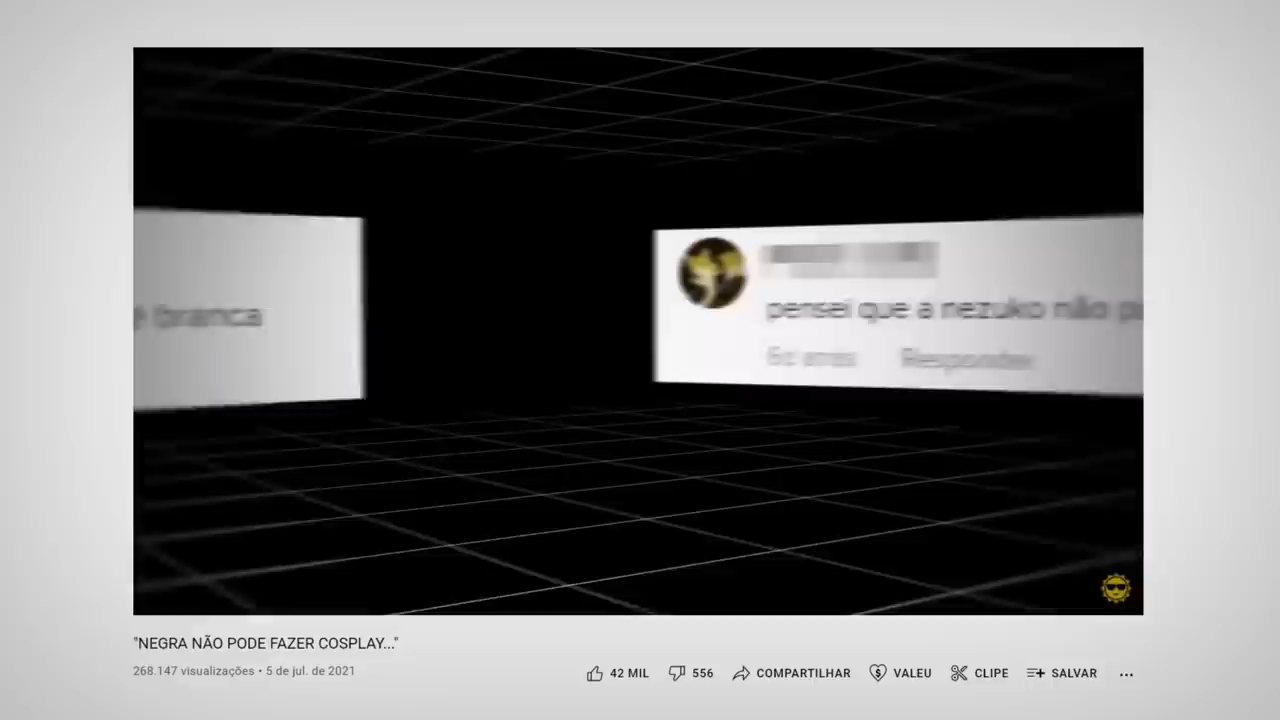 é branca
pensei que a nezuko não
Responder
"NEGRA NÃO PODE FAZER COSPLAY..."
268.147 visualizações • 5 de jul. de 2021
42 MIL 556 COMPARTILHAR VALEU CLIPE SALVAR ...